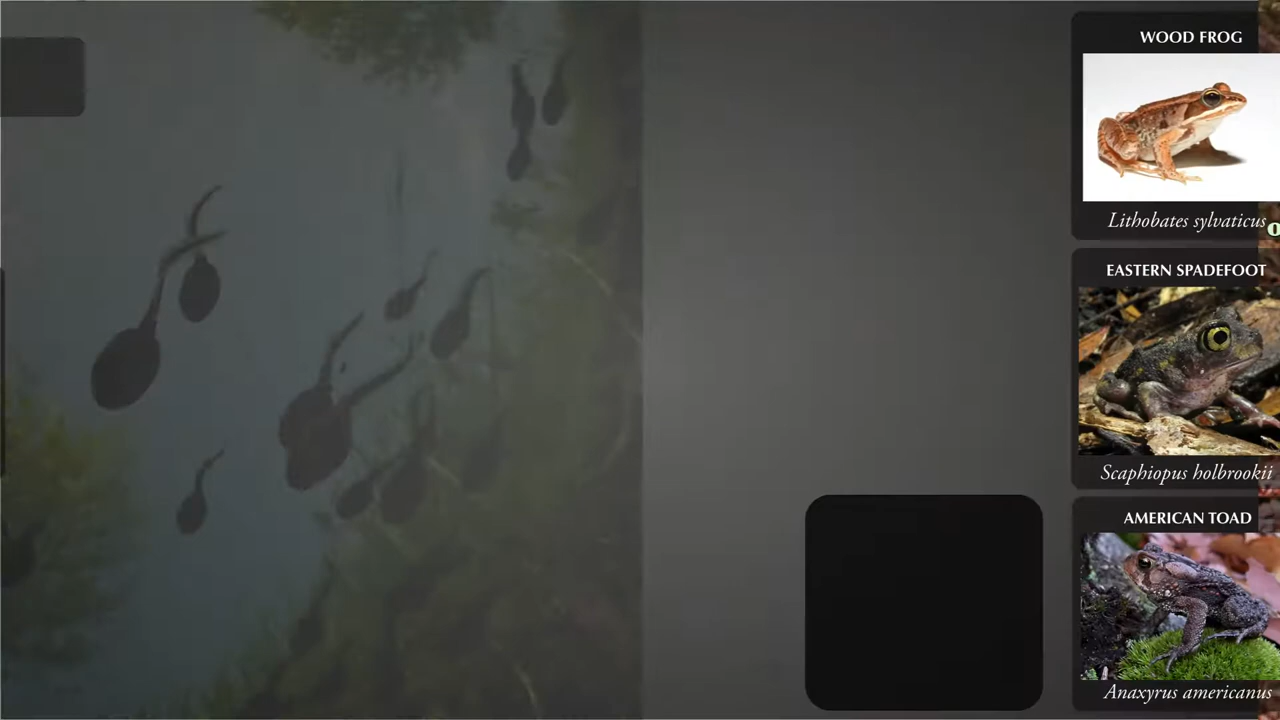 WOOD FROG
Lithobates sylvaticus
EASTERN SPADEFOOT
Scaphiopus holbrookii
AMERICAN TOAD
Anaxyrus americanus